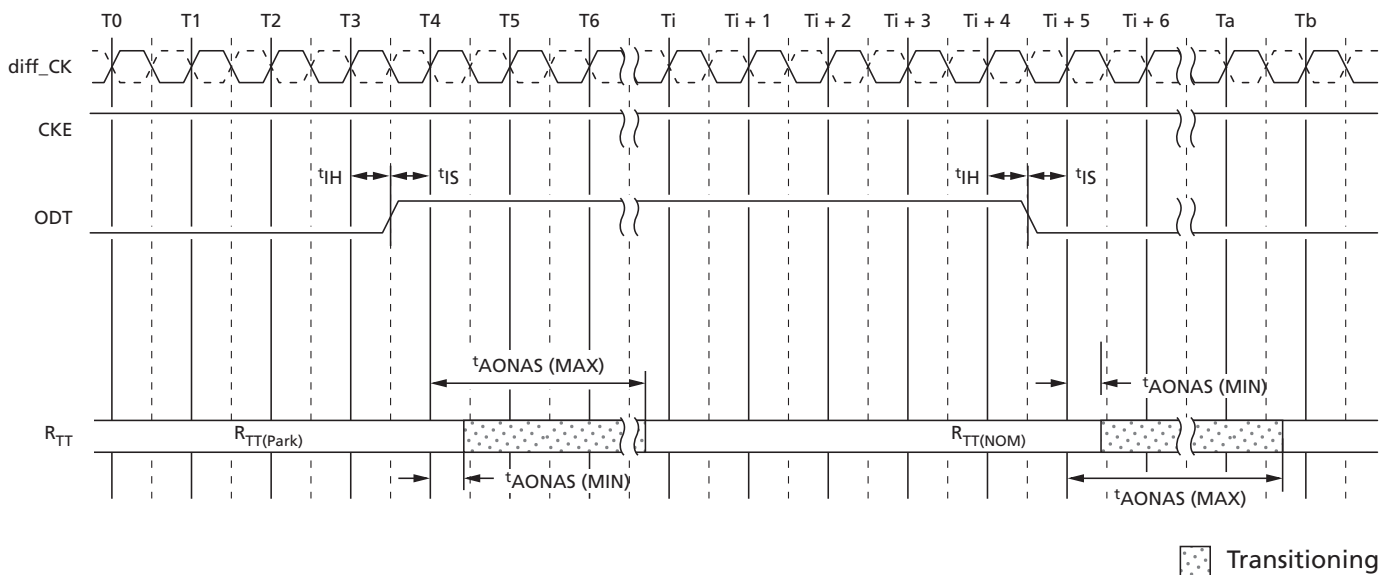 T0 T1 T2 T3 T4 T5 T6 Ti Ti + 1 Ti + 2 Ti + 3 Ti + 4 Ti + 5 Ti + 6 Ta Tb
diff_CK
CKE
tIH tIS tIH tIS
ODT
tAONAS (MAX)
tAONAS (MIN)
RTT RTT(Park) RTT(NOM)
tAONAS (MIN)
tAONAS (MAX)
Transitioning